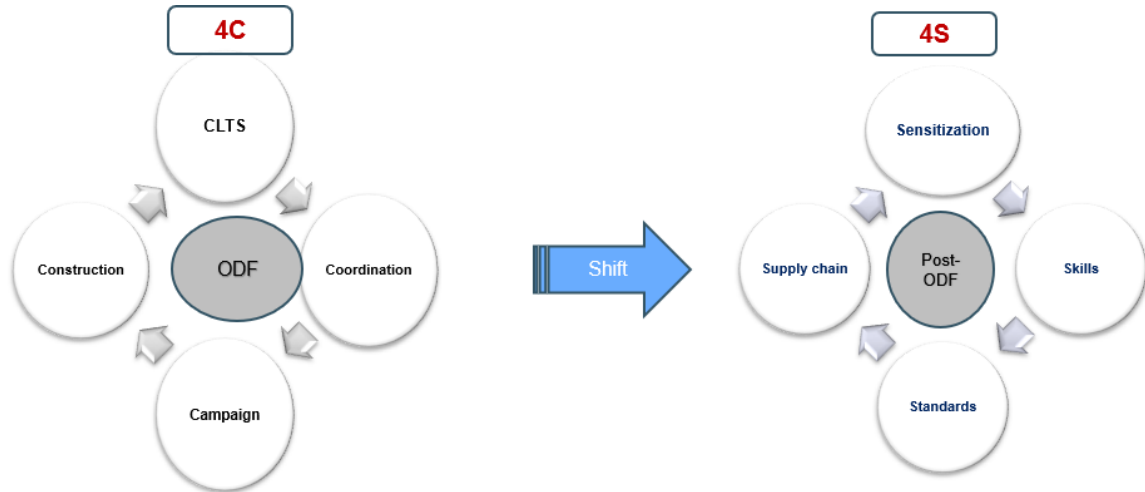 4C
CLTS
Construction
ODF
Coordination
Campaign
Shift
4S
Sensitization
Supply chain
Post-
ODF
Skills
Standards